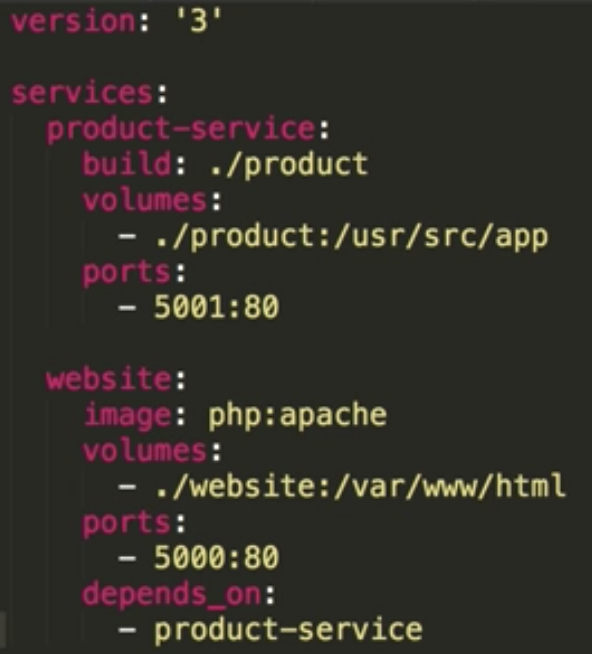 version: '3'
services:
product-service:
build: ./product
volumes:
- ./product:/usr/src/app
ports:
- 5001:80
website:
image: php:apache
volumes:
- ./website:/var/www/html
ports:
- 5000:80
depends_on:
- product-service